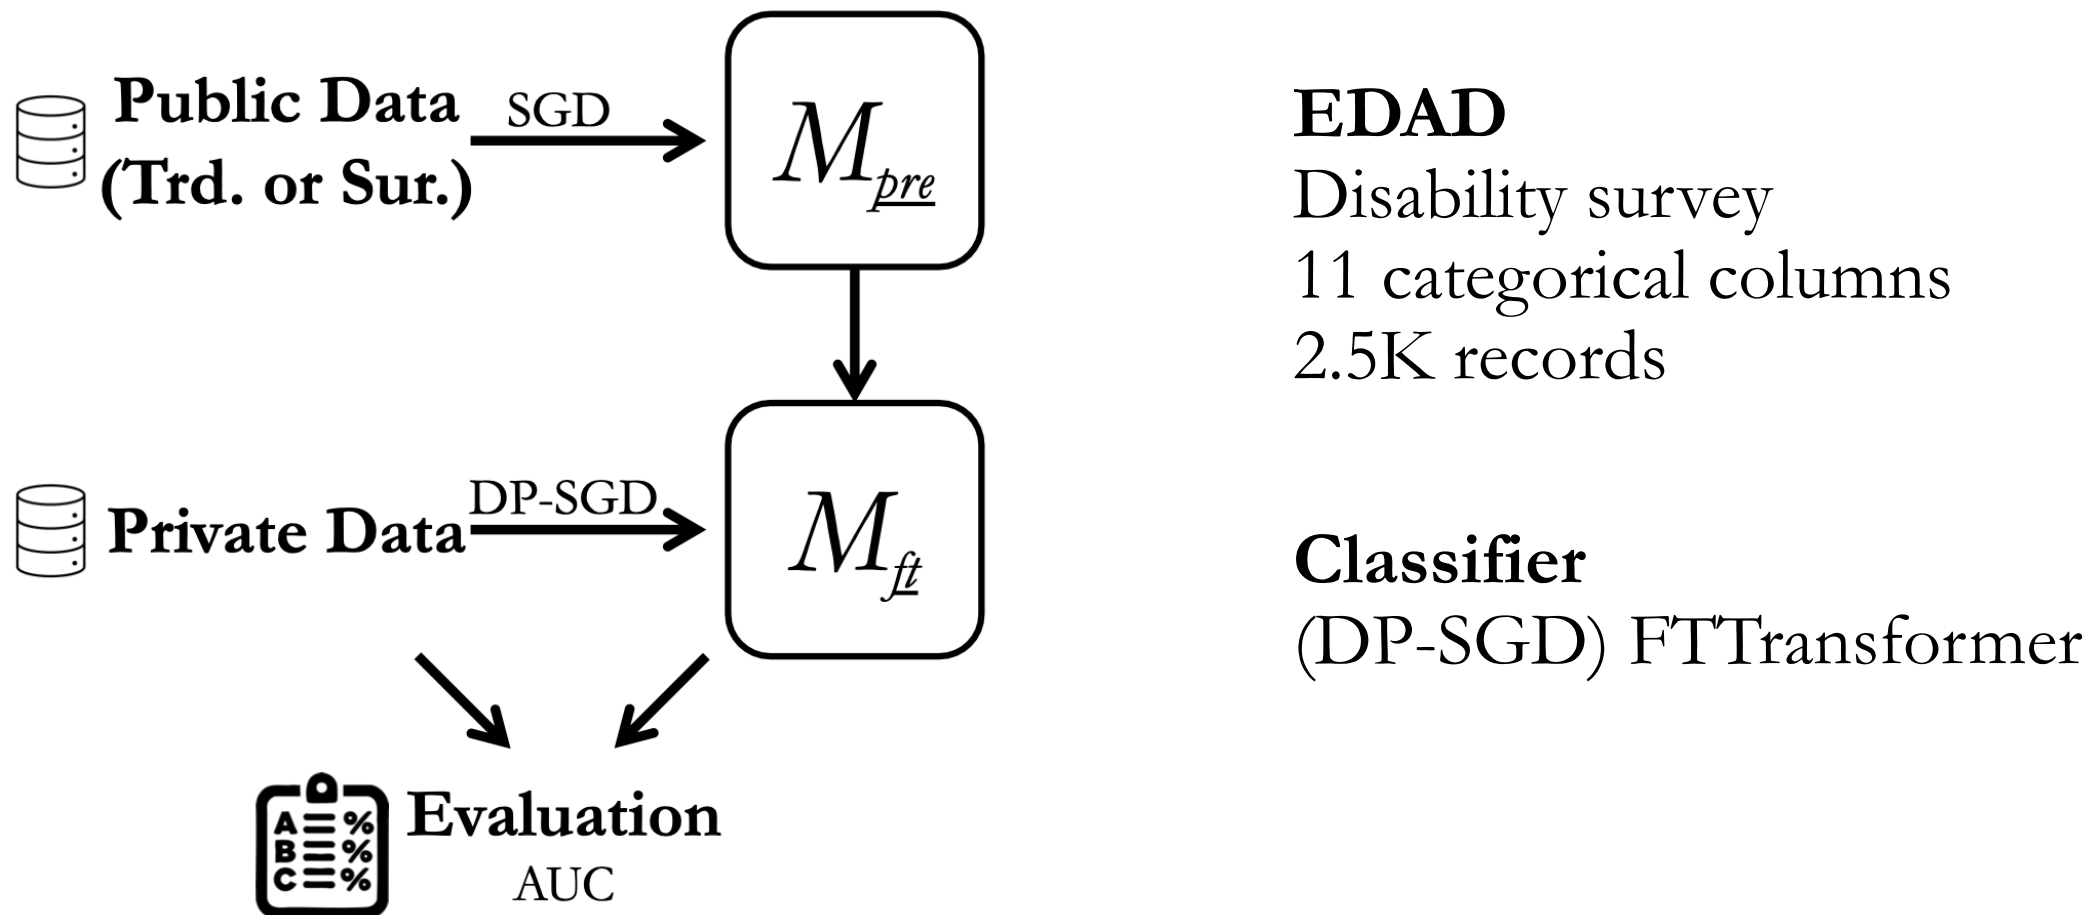 Public Data
(Trd. or Sur.)
SGD
M_pre
EDAD
Disability survey
11 categorical columns
2.5K records
Private Data
DP-SGD
M_ft
Classifier
(DP-SGD) FTTransformer
A %
B %
C %
Evaluation
AUC